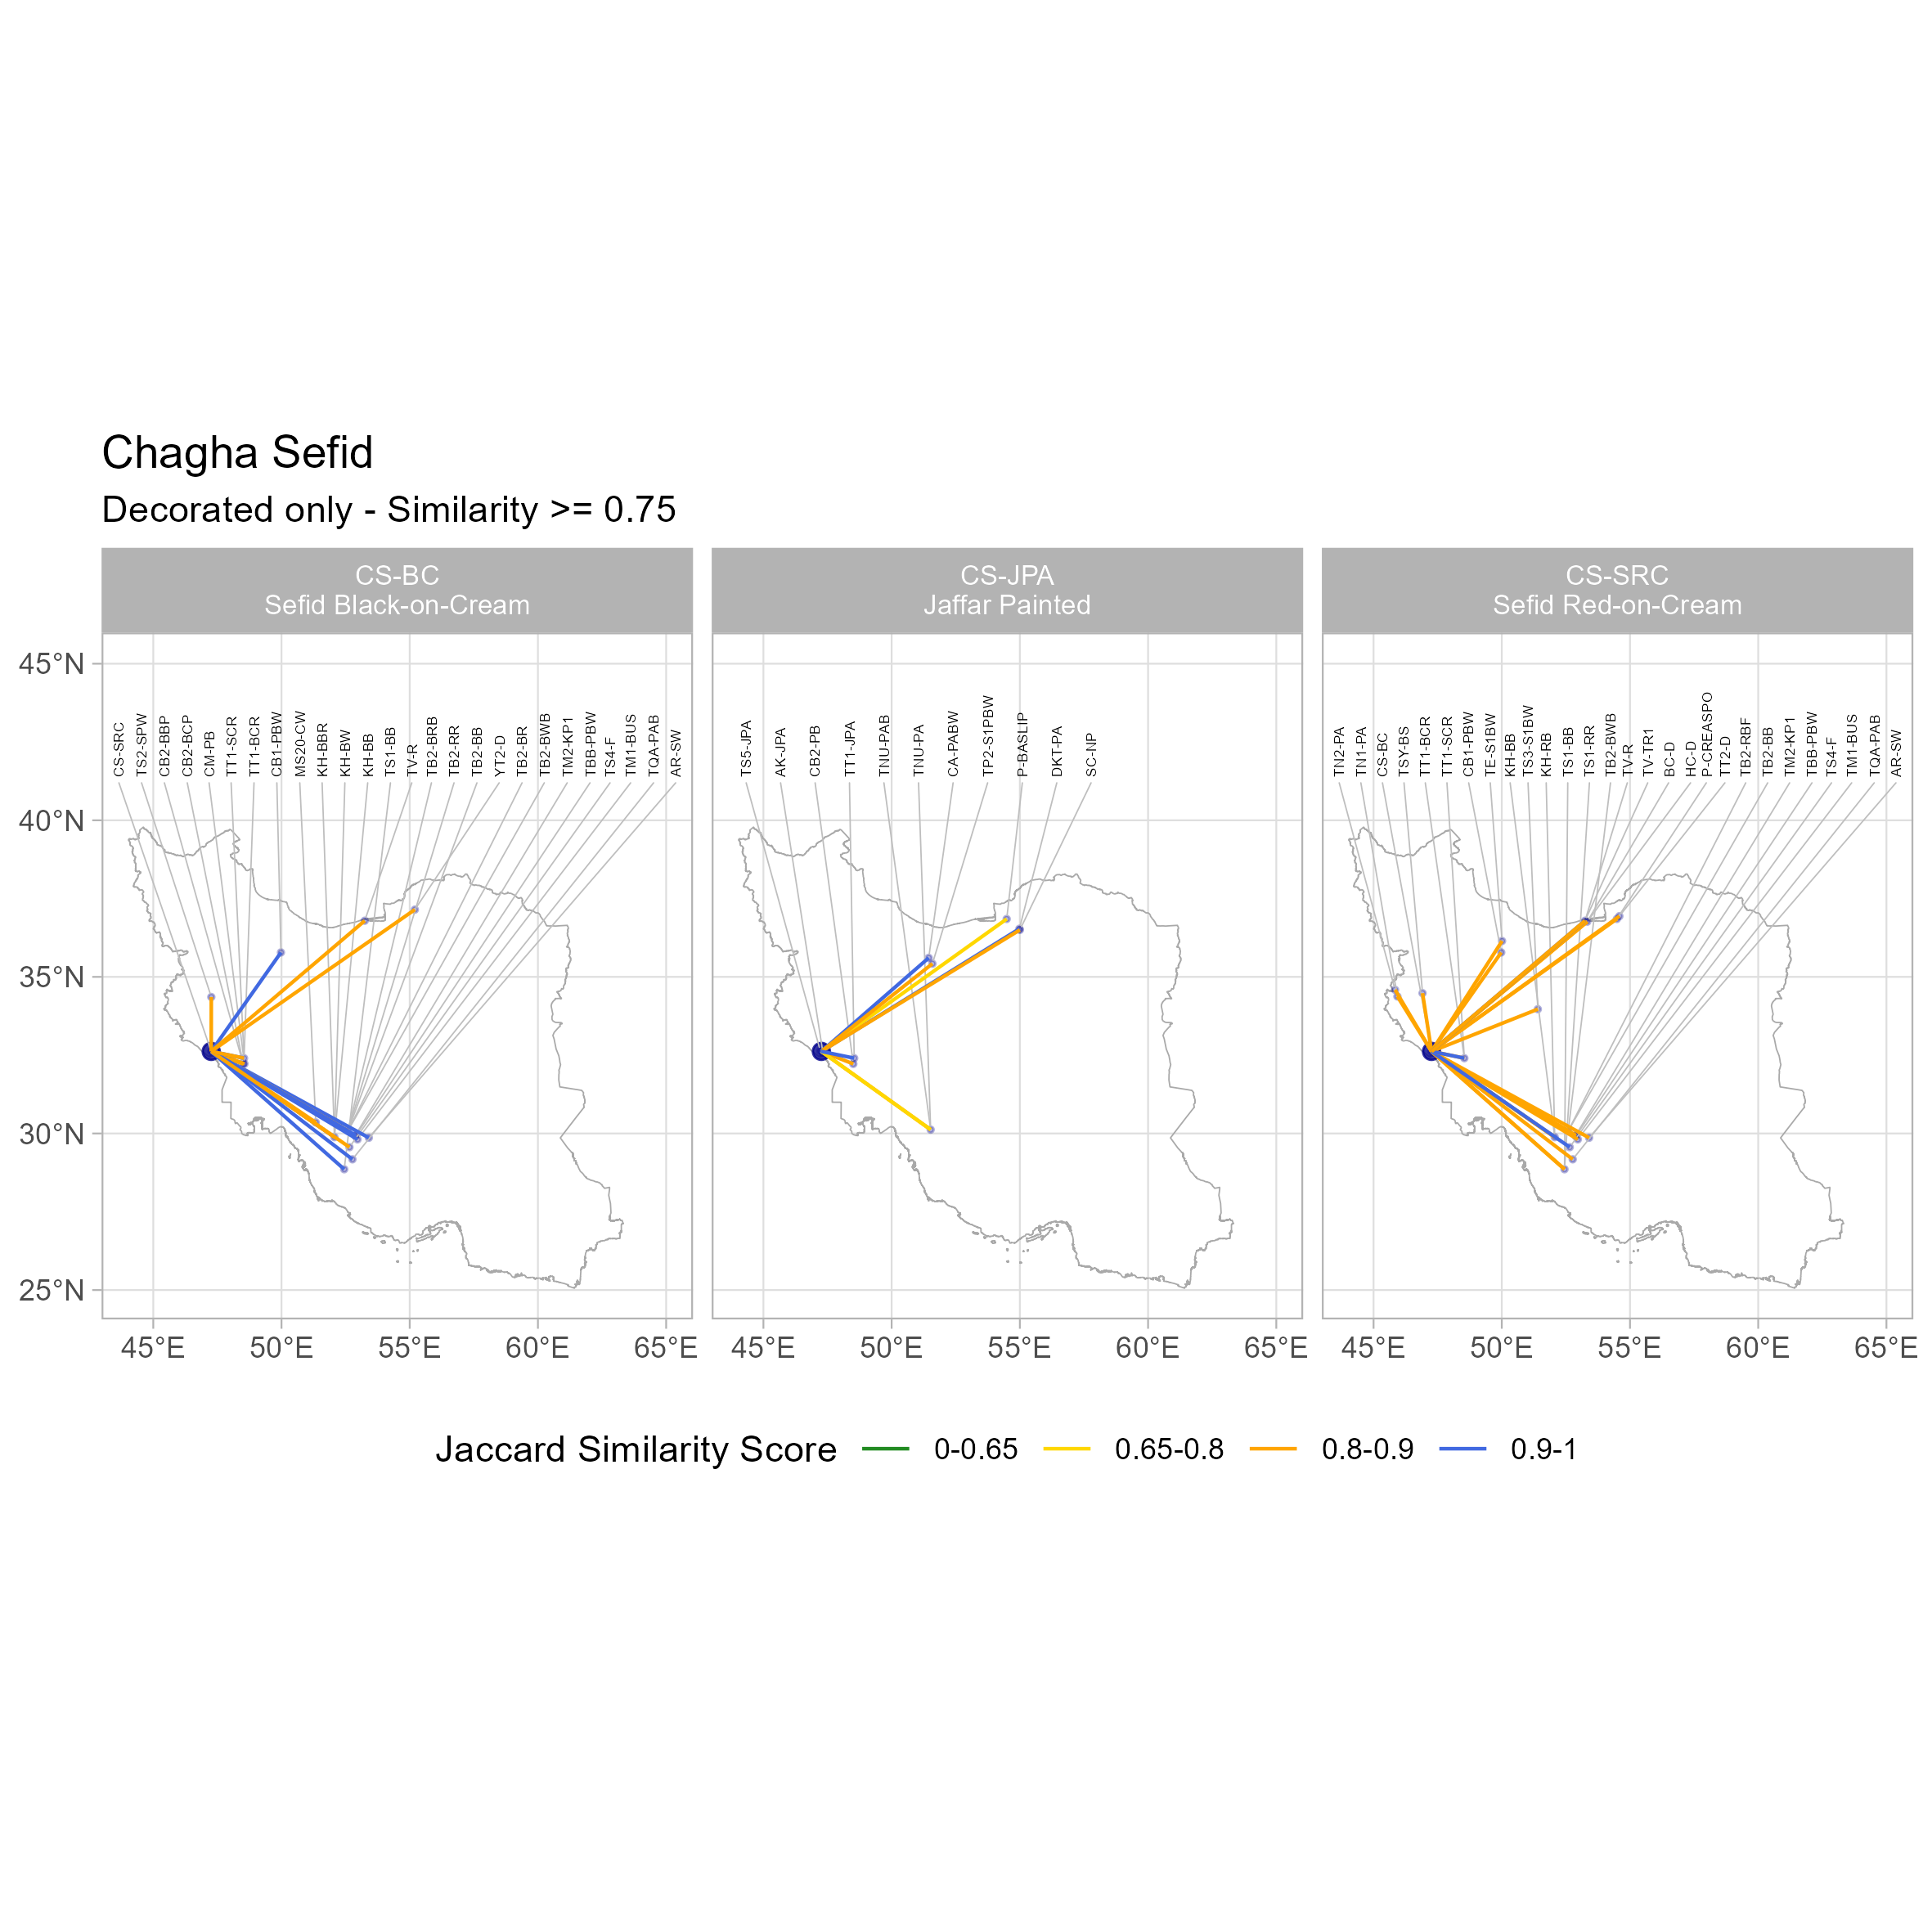 Chagha Sefid
Decorated only - Similarity >= 0.75
CS-BC
Sefid Black-on-Cream
CS-JPA
Jaffar Painted
CS-SRC
Sefid Red-on-Cream
45°N
40°N
35°N
30°N
25°N
CS-SRC
TS2-SPW
CB2-BBP
CB2-BCP
CM-PB
TT1-SCR
TT1-BCR
CB1-PBW
MS20-CW
KH-BBR
KH-BW
KH-BB
TS1-BB
TV-R
TB2-BRB
TB2-RR
TB2-BB
YT2-D
TB2-BR
TB2-BWB
TM2-KP1
TBB-PBW
TS4-F
TM1-BUS
TQA-PAB
AR-SW
TS5-JPA
AK-JPA
CB2-PB
TT1-JPA
TNU-PAB
TNU-PA
CA-PABW
TP2-S1PBW
P-BASLIP
DKT-PA
SC-NP
TN2-PA
TN1-PA
CS-BC
TSY-BS
TT1-BCR
TT1-SCR
CB1-PBW
TE-S1BW
KH-BB
TS3-S1BW
KH-RB
TS1-BB
TS1-RR
TB2-BWB
TV-R
TV-TR1
BC-D
HC-D
P-CREASPO
TT2-D
TB2-RBF
TB2-BB
TM2-KP1
TBB-PBW
TS4-F
TM1-BUS
TQA-PAB
AR-SW
45°E 50°E 55°E 60°E 65°E
45°E 50°E 55°E 60°E 65°E
45°E 50°E 55°E 60°E 65°E
Jaccard Similarity Score 0-0.65 0.65-0.8 0.8-0.9 0.9-1